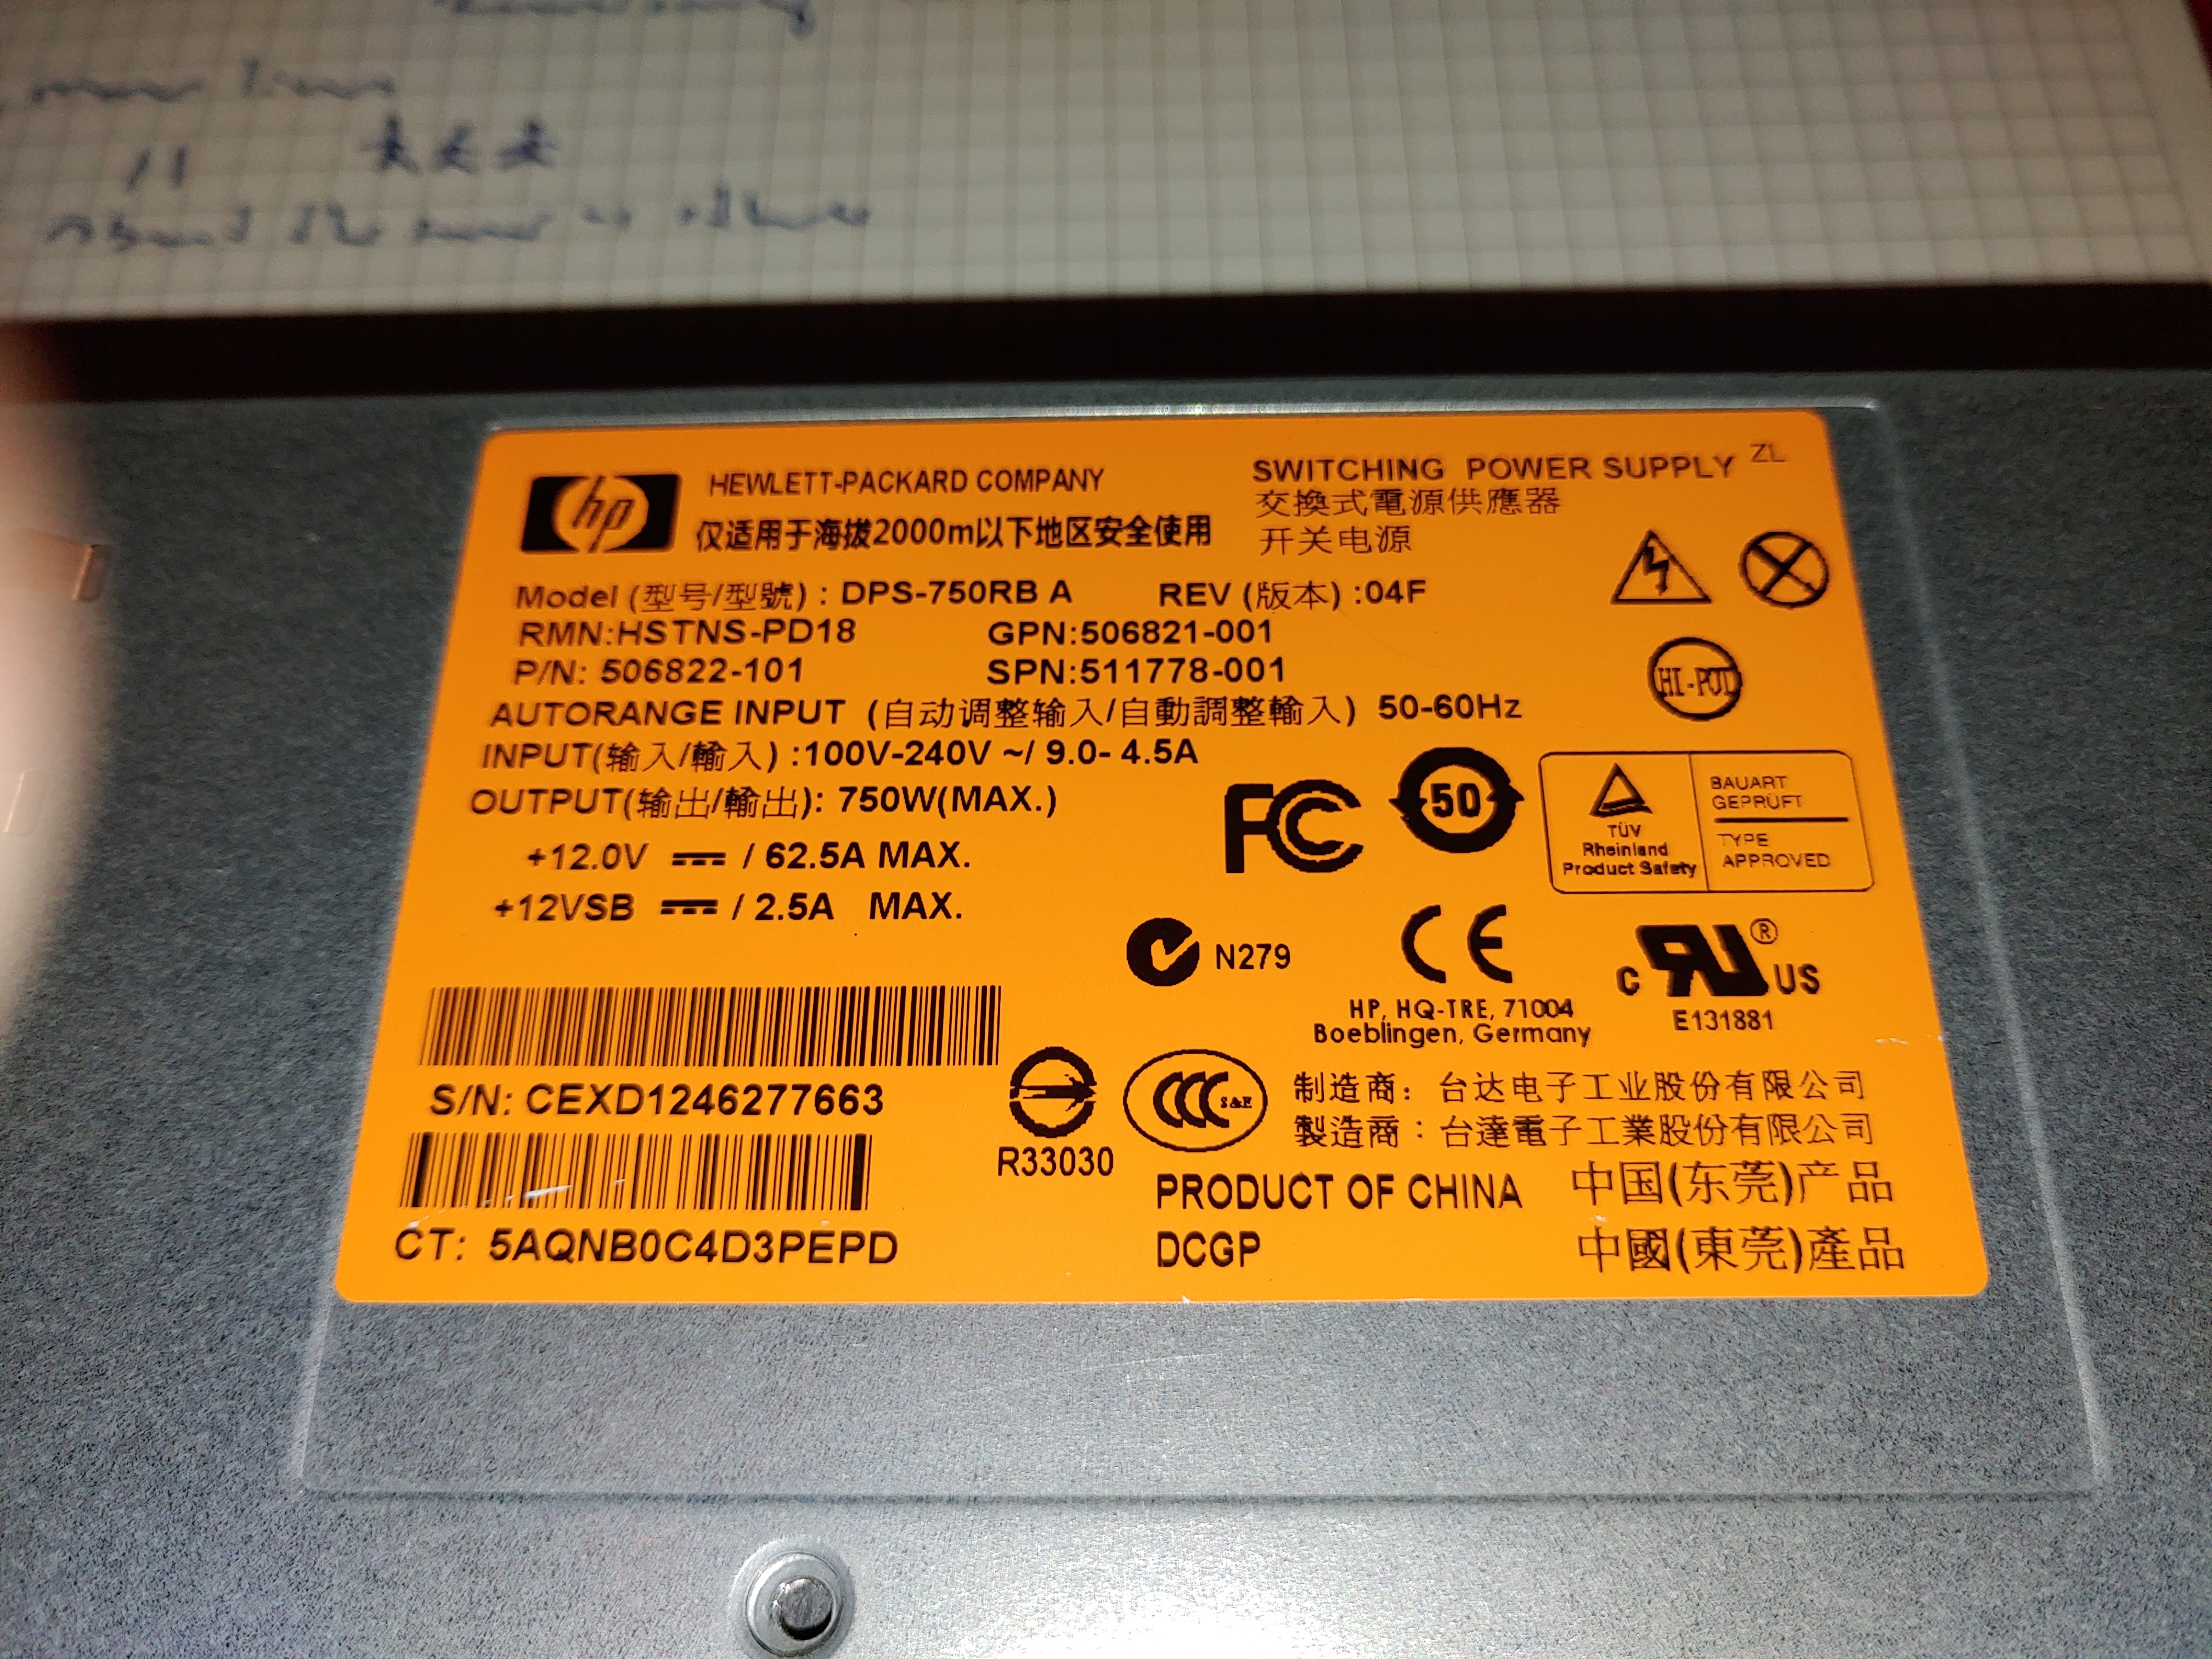 11
hp
HEWLETT-PACKARD COMPANY
仅适用于海拔2000m以下地区安全使用
SWITCHING POWER SUPPLY ZL
交換式電源供應器
开关电源
Model (型号/型號) : DPS-750RB A REV (版本) :04F
RMN:HSTNS-PD18 GPN:506821-001
P/N: 506822-101 SPN:511778-001
HI-POT
AUTORANGE INPUT (自动调整输入/自動調整輸入) 50-60Hz
INPUT(输入/輸入) :100V-240V ~/ 9.0- 4.5A
OUTPUT(输出/輸出): 750W(MAX.)
+12.0V ⎓ / 62.5A MAX.
+12VSB ⎓ / 2.5A MAX.
FC
50
TÜV
Rheinland
Product Safety
BAUART
GEPRÜFT
TYPE
APPROVED
N279
CE
HP, HQ-TRE, 71004
Boeblingen, Germany
C RU ® US
E131881
S/N: CEXD1246277663
R33030
CCC S&E
制造商：台达电子工业股份有限公司
製造商：台達電子工業股份有限公司
CT: 5AQNB0C4D3PEPD
PRODUCT OF CHINA
DCGP
中国(东莞)产品
中國(東莞)產品